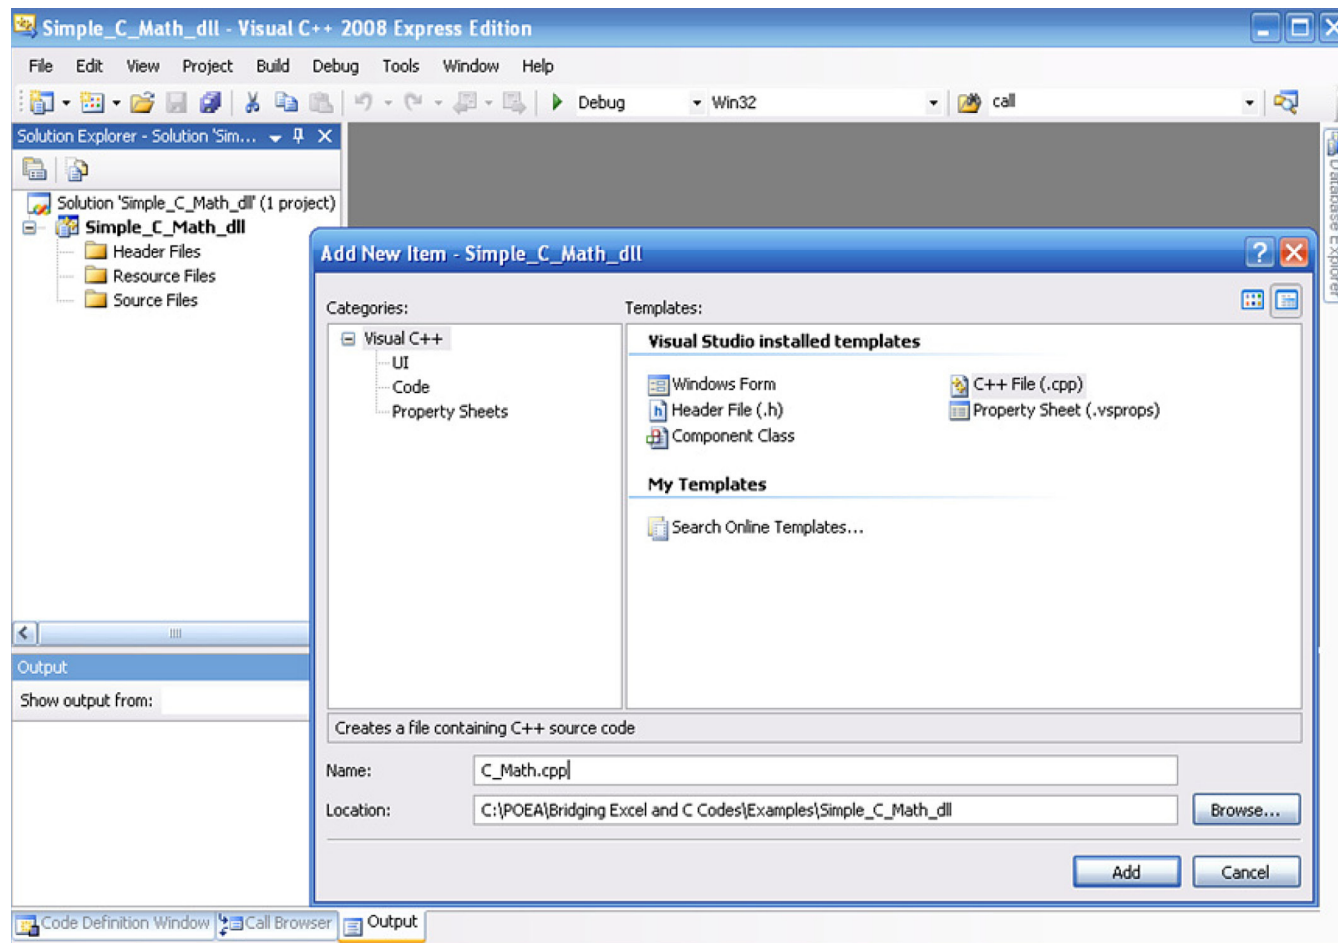 Simple_C_Math_dll - Visual C++ 2008 Express Edition
File Edit View Project Build Debug Tools Window Help
Debug Win32 call
Solution Explorer - Solution 'Sim...
Solution 'Simple_C_Math_dll' (1 project)
Simple_C_Math_dll
Header Files
Resource Files
Source Files
Database Explorer
Add New Item - Simple_C_Math_dll
Categories:
Templates:
Visual C++
UI
Code
Property Sheets
Visual Studio installed templates
Windows Form
C++ File (.cpp)
Header File (.h)
Property Sheet (.vsprops)
Component Class
My Templates
Search Online Templates...
Output
Show output from:
Creates a file containing C++ source code
Name: C_Math.cpp
Location: C:\POEA\Bridging Excel and C Codes\Examples\Simple_C_Math_dll
Browse...
Add Cancel
Code Definition Window Call Browser Output